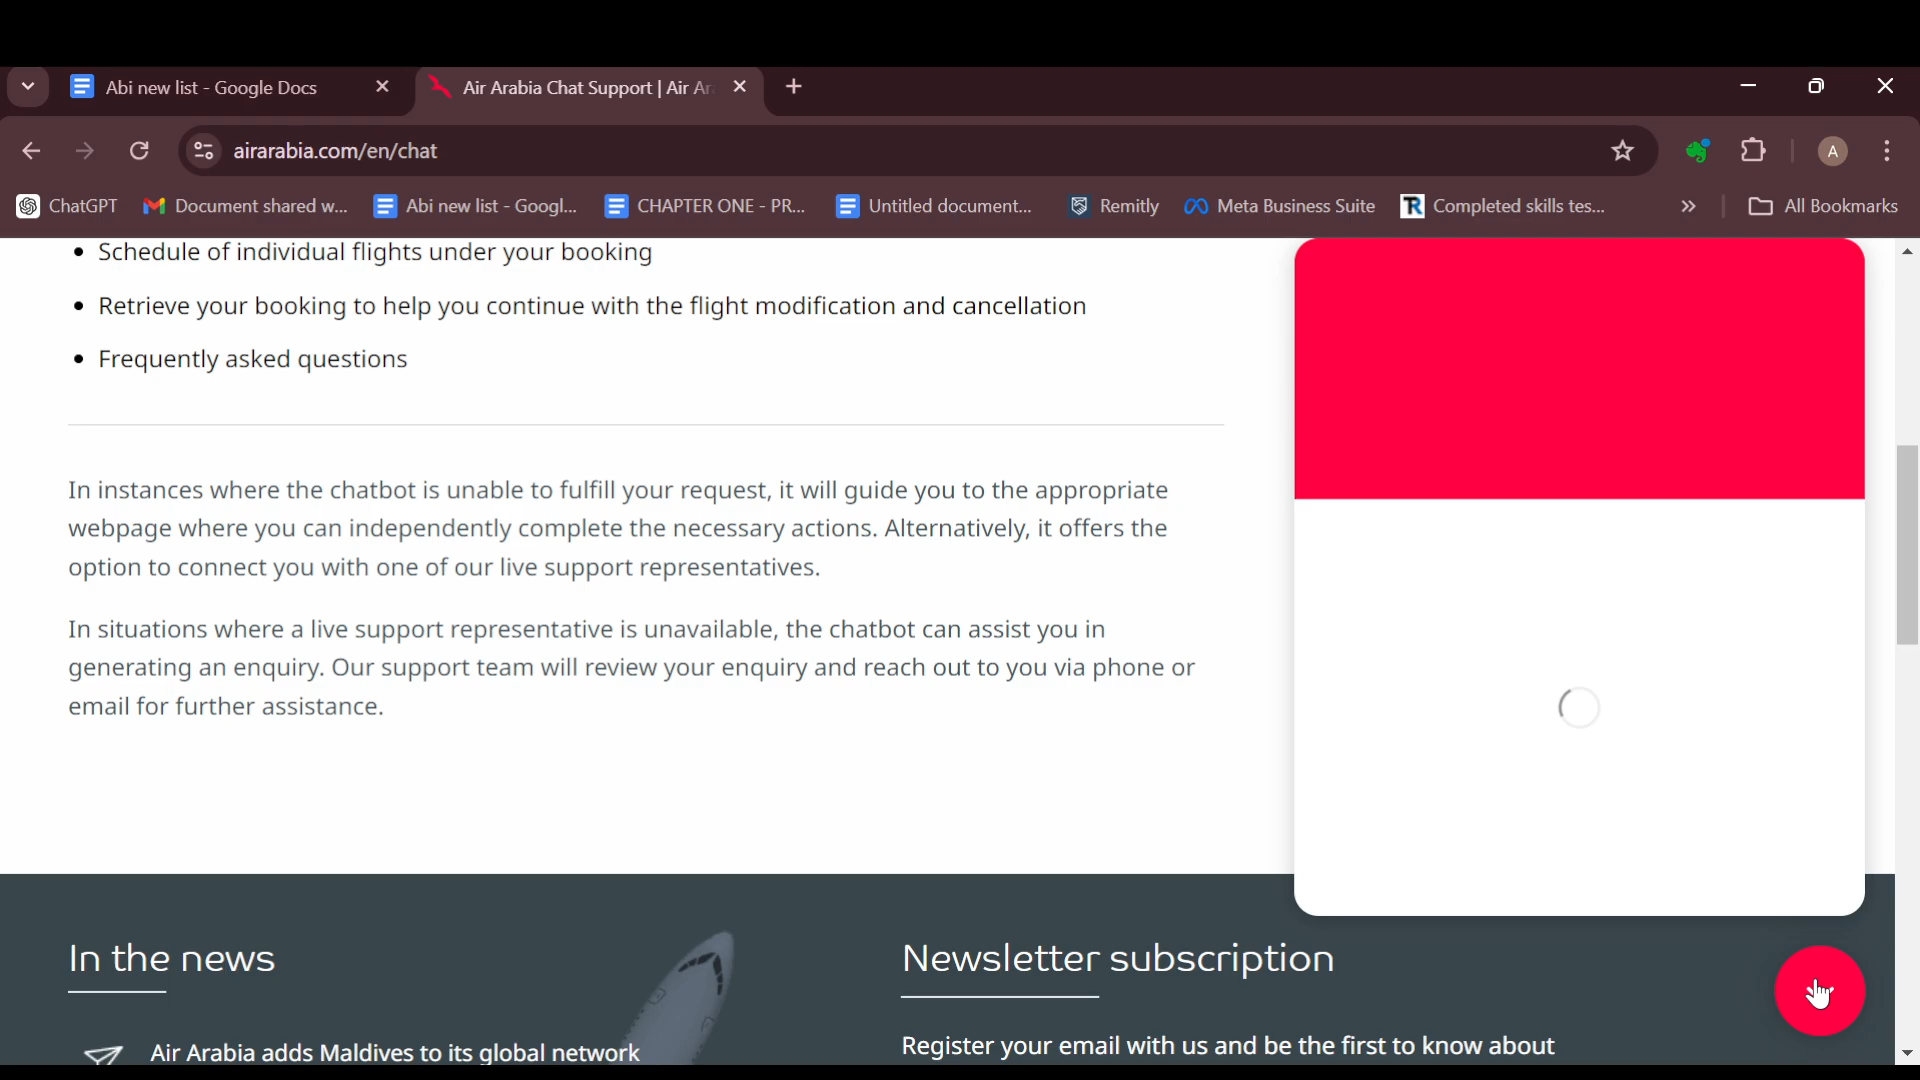 Abi new list - Google Docs
Air Arabia Chat Support | Air Ar
airarabia.com/en/chat
A
ChatGPT
Document shared w...
Abi new list - Googl...
CHAPTER ONE - PR...
Untitled document...
Remitly
Meta Business Suite
TR
Completed skills tes...
All Bookmarks
• Schedule of individual flights under your booking
• Retrieve your booking to help you continue with the flight modification and cancellation
• Frequently asked questions
In instances where the chatbot is unable to fulfill your request, it will guide you to the appropriate
webpage where you can independently complete the necessary actions. Alternatively, it offers the
option to connect you with one of our live support representatives.
In situations where a live support representative is unavailable, the chatbot can assist you in
generating an enquiry. Our support team will review your enquiry and reach out to you via phone or
email for further assistance.
In the news
Air Arabia adds Maldives to its global network
Newsletter subscription
Register your email with us and be the first to know about